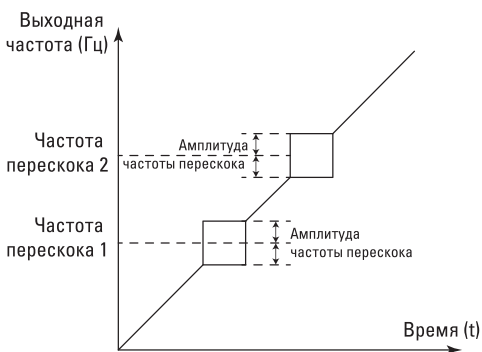 Выходная
частота (Гц)
Частота
перескока 2
Амплитуда
частоты перескока
Частота
перескока 1
Амплитуда
частоты перескока
Время (t)